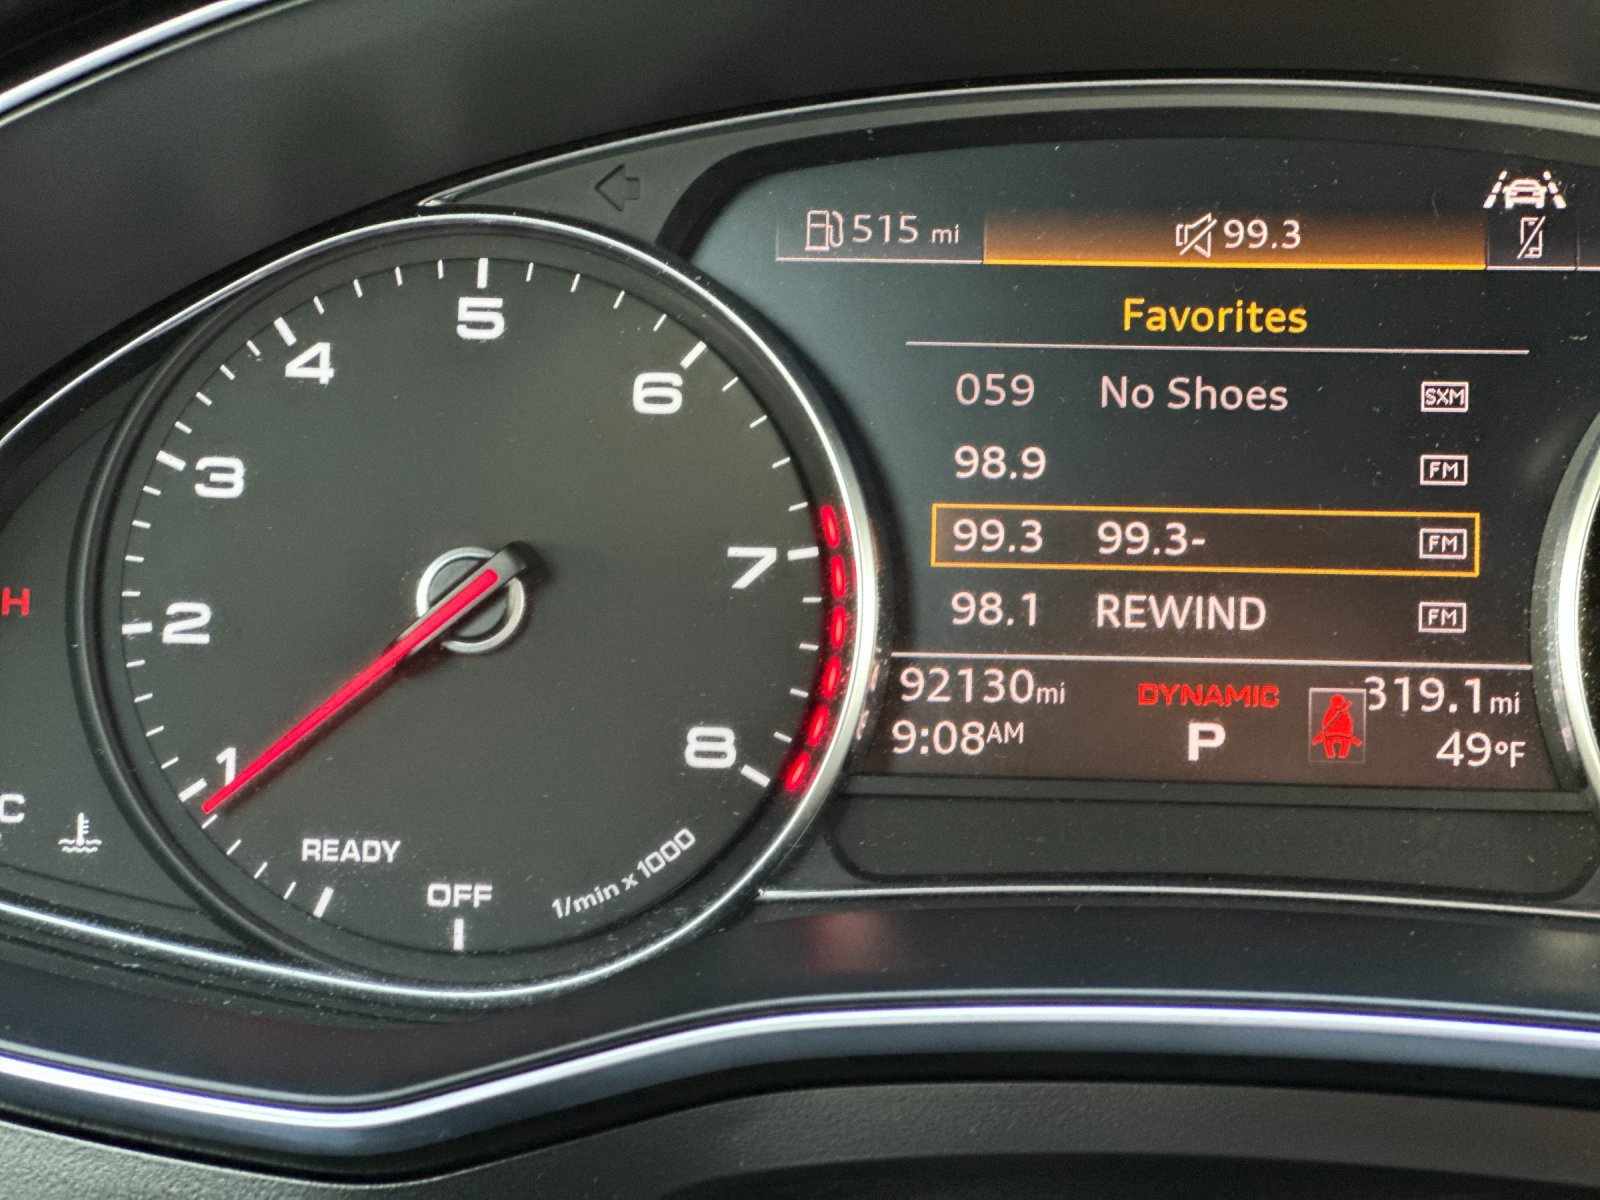 515 mi
99.3
Favorites
059 No Shoes SXM
98.9 FM
99.3 99.3- FM
98.1 REWIND FM
92130mi DYNAMIC 319.1mi
9:08AM P 49°F
5
4
6
3
7
2
H
8
1
C
READY
OFF
1/min x 1000